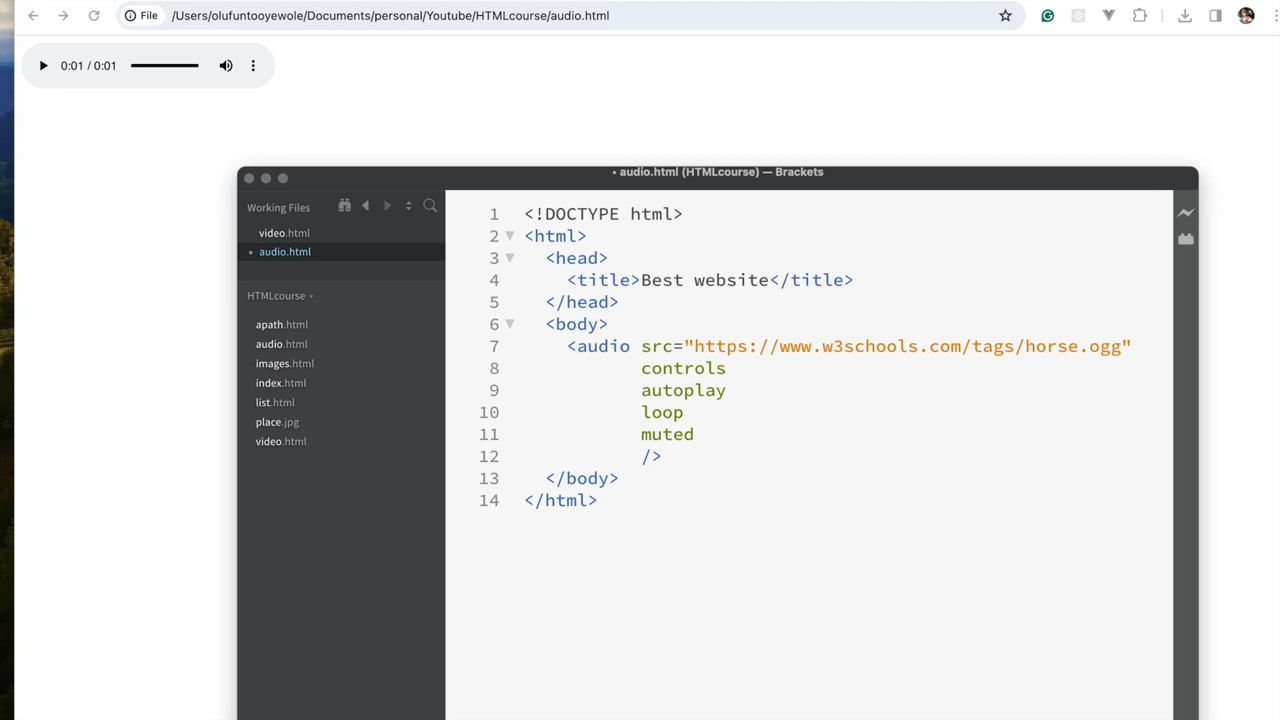 File /Users/olufuntooyewole/Documents/personal/Youtube/HTMLcourse/audio.html
0:01 / 0:01
• audio.html (HTMLcourse) — Brackets
Working Files
video.html
• audio.html
HTMLcourse
apath.html
audio.html
images.html
index.html
list.html
place.jpg
video.html
1 <!DOCTYPE html>
2 <html>
3 <head>
4 <title>Best website</title>
5 </head>
6 <body>
7 <audio src="https://www.w3schools.com/tags/horse.ogg"
8 controls
9 autoplay
10 loop
11 muted
12 />
13 </body>
14 </html>